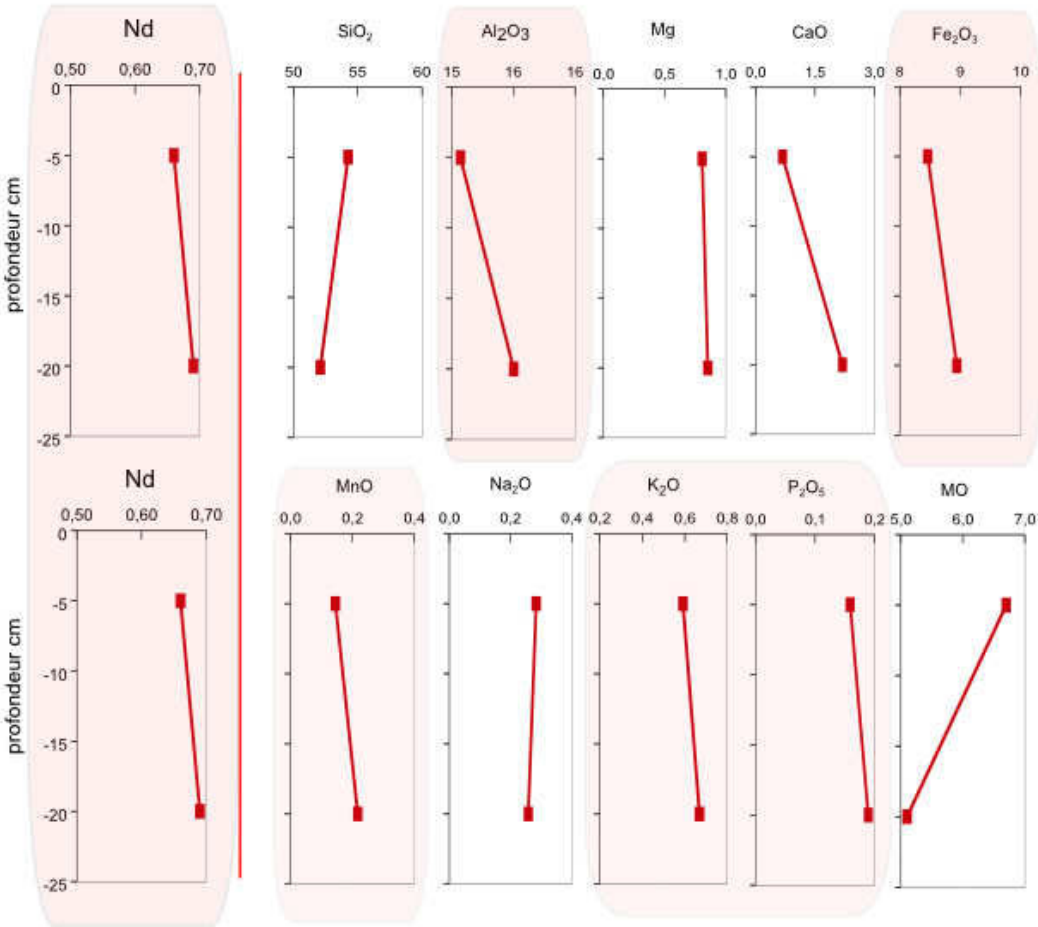 Nd SiO₂ Al₂O₃ Mg CaO Fe₂O₃
0,50 0,60 0,70 50 55 60 15 16 16 0,0 0,5 1,0 0,0 1,5 3,0 8 9 10
0
-5
-10
-15
-20
-25
profondeur cm
Nd MnO Na₂O K₂O P₂O₅ MO
0,50 0,60 0,70 0,0 0,2 0,4 0,0 0,2 0,4 0,2 0,4 0,6 0,8 0,0 0,1 0,2 5,0 6,0 7,0
0
-5
-10
-15
-20
-25
profondeur cm